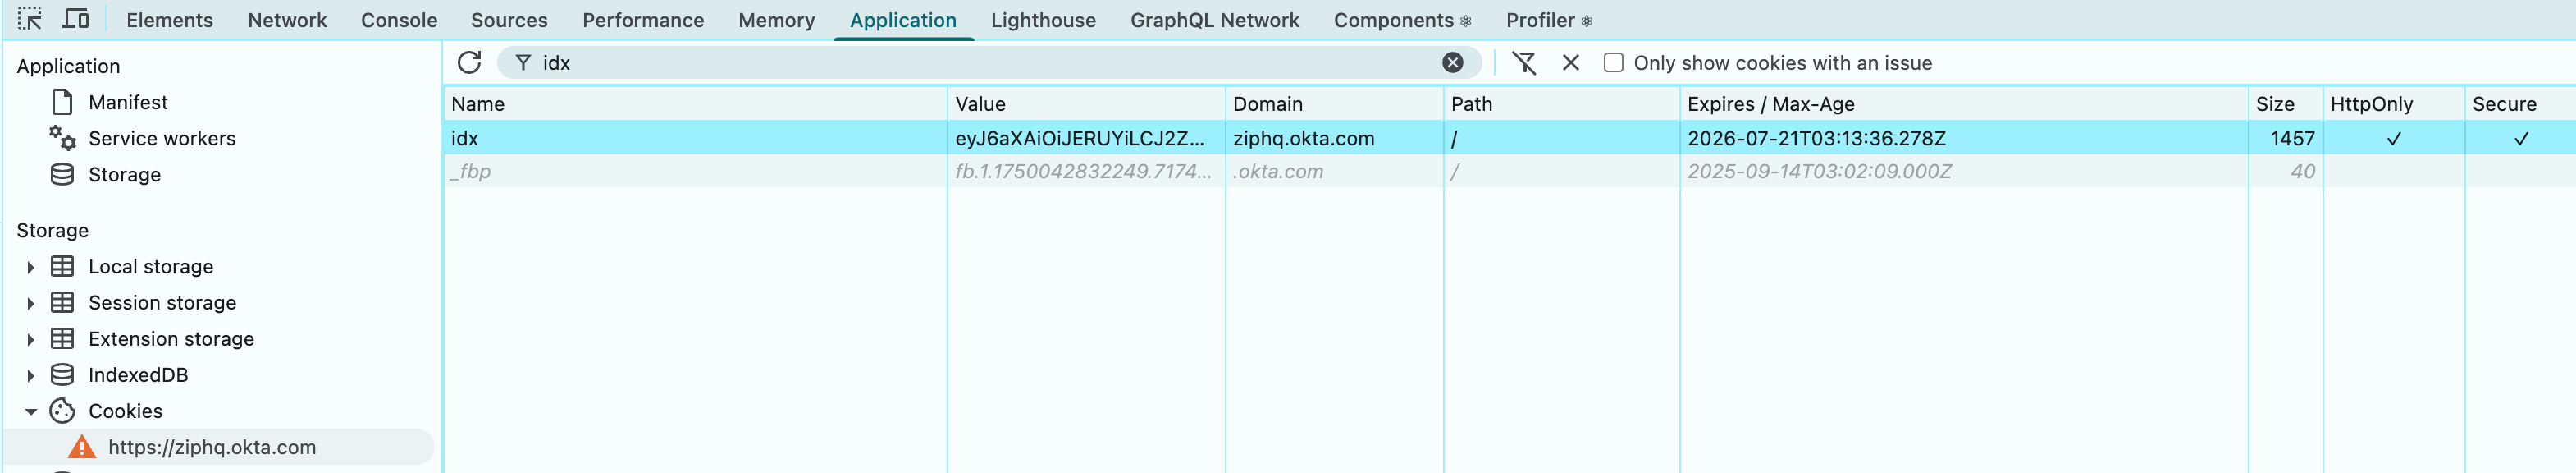 Elements Network Console Sources Performance Memory Application Lighthouse GraphQL Network Components Profiler
Application
Manifest
Service workers
Storage
Storage
Local storage
Session storage
Extension storage
IndexedDB
Cookies
https://ziphq.okta.com
idx Only show cookies with an issue
Name Value Domain Path Expires / Max-Age Size HttpOnly Secure
idx eyJ6aXAiOiJERUYiLCJ2Z... ziphq.okta.com / 2026-07-21T03:13:36.278Z 1457 ✓ ✓
_fbp fb.1.1750042832249.7174... .okta.com / 2025-09-14T03:02:09.000Z 40